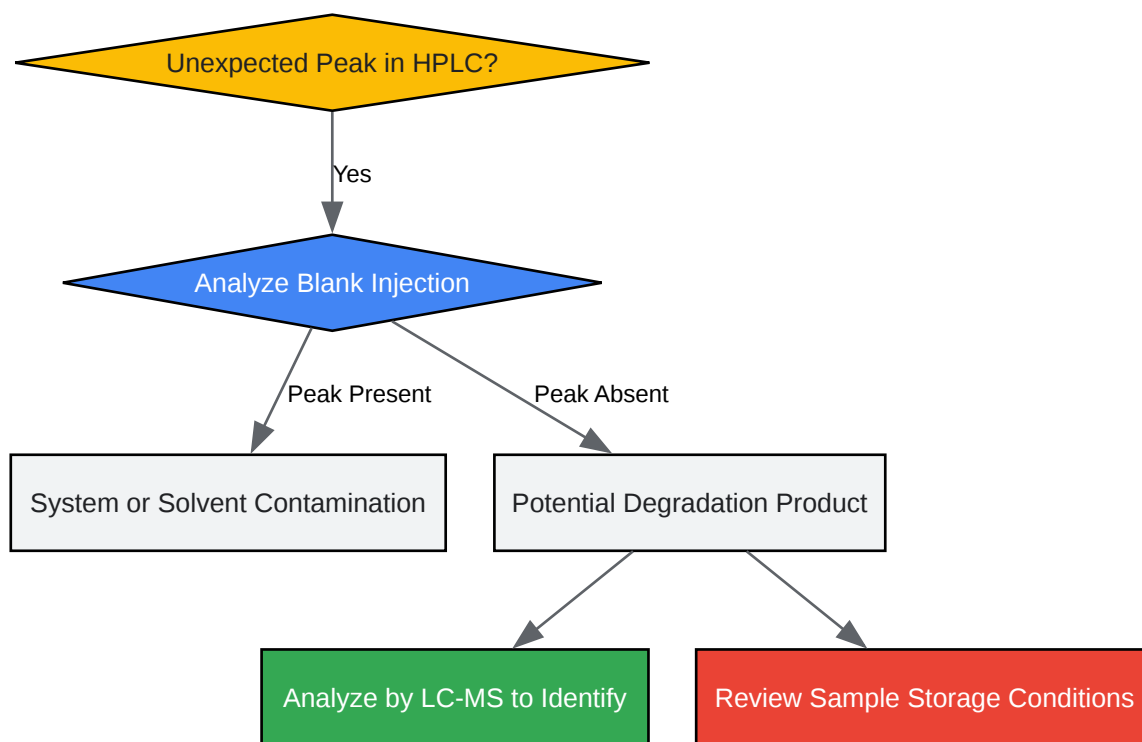 Unexpected Peak in HPLC?
Yes
Analyze Blank Injection
Peak Present
Peak Absent
System or Solvent Contamination
Potential Degradation Product
Analyze by LC-MS to Identify
Review Sample Storage Conditions